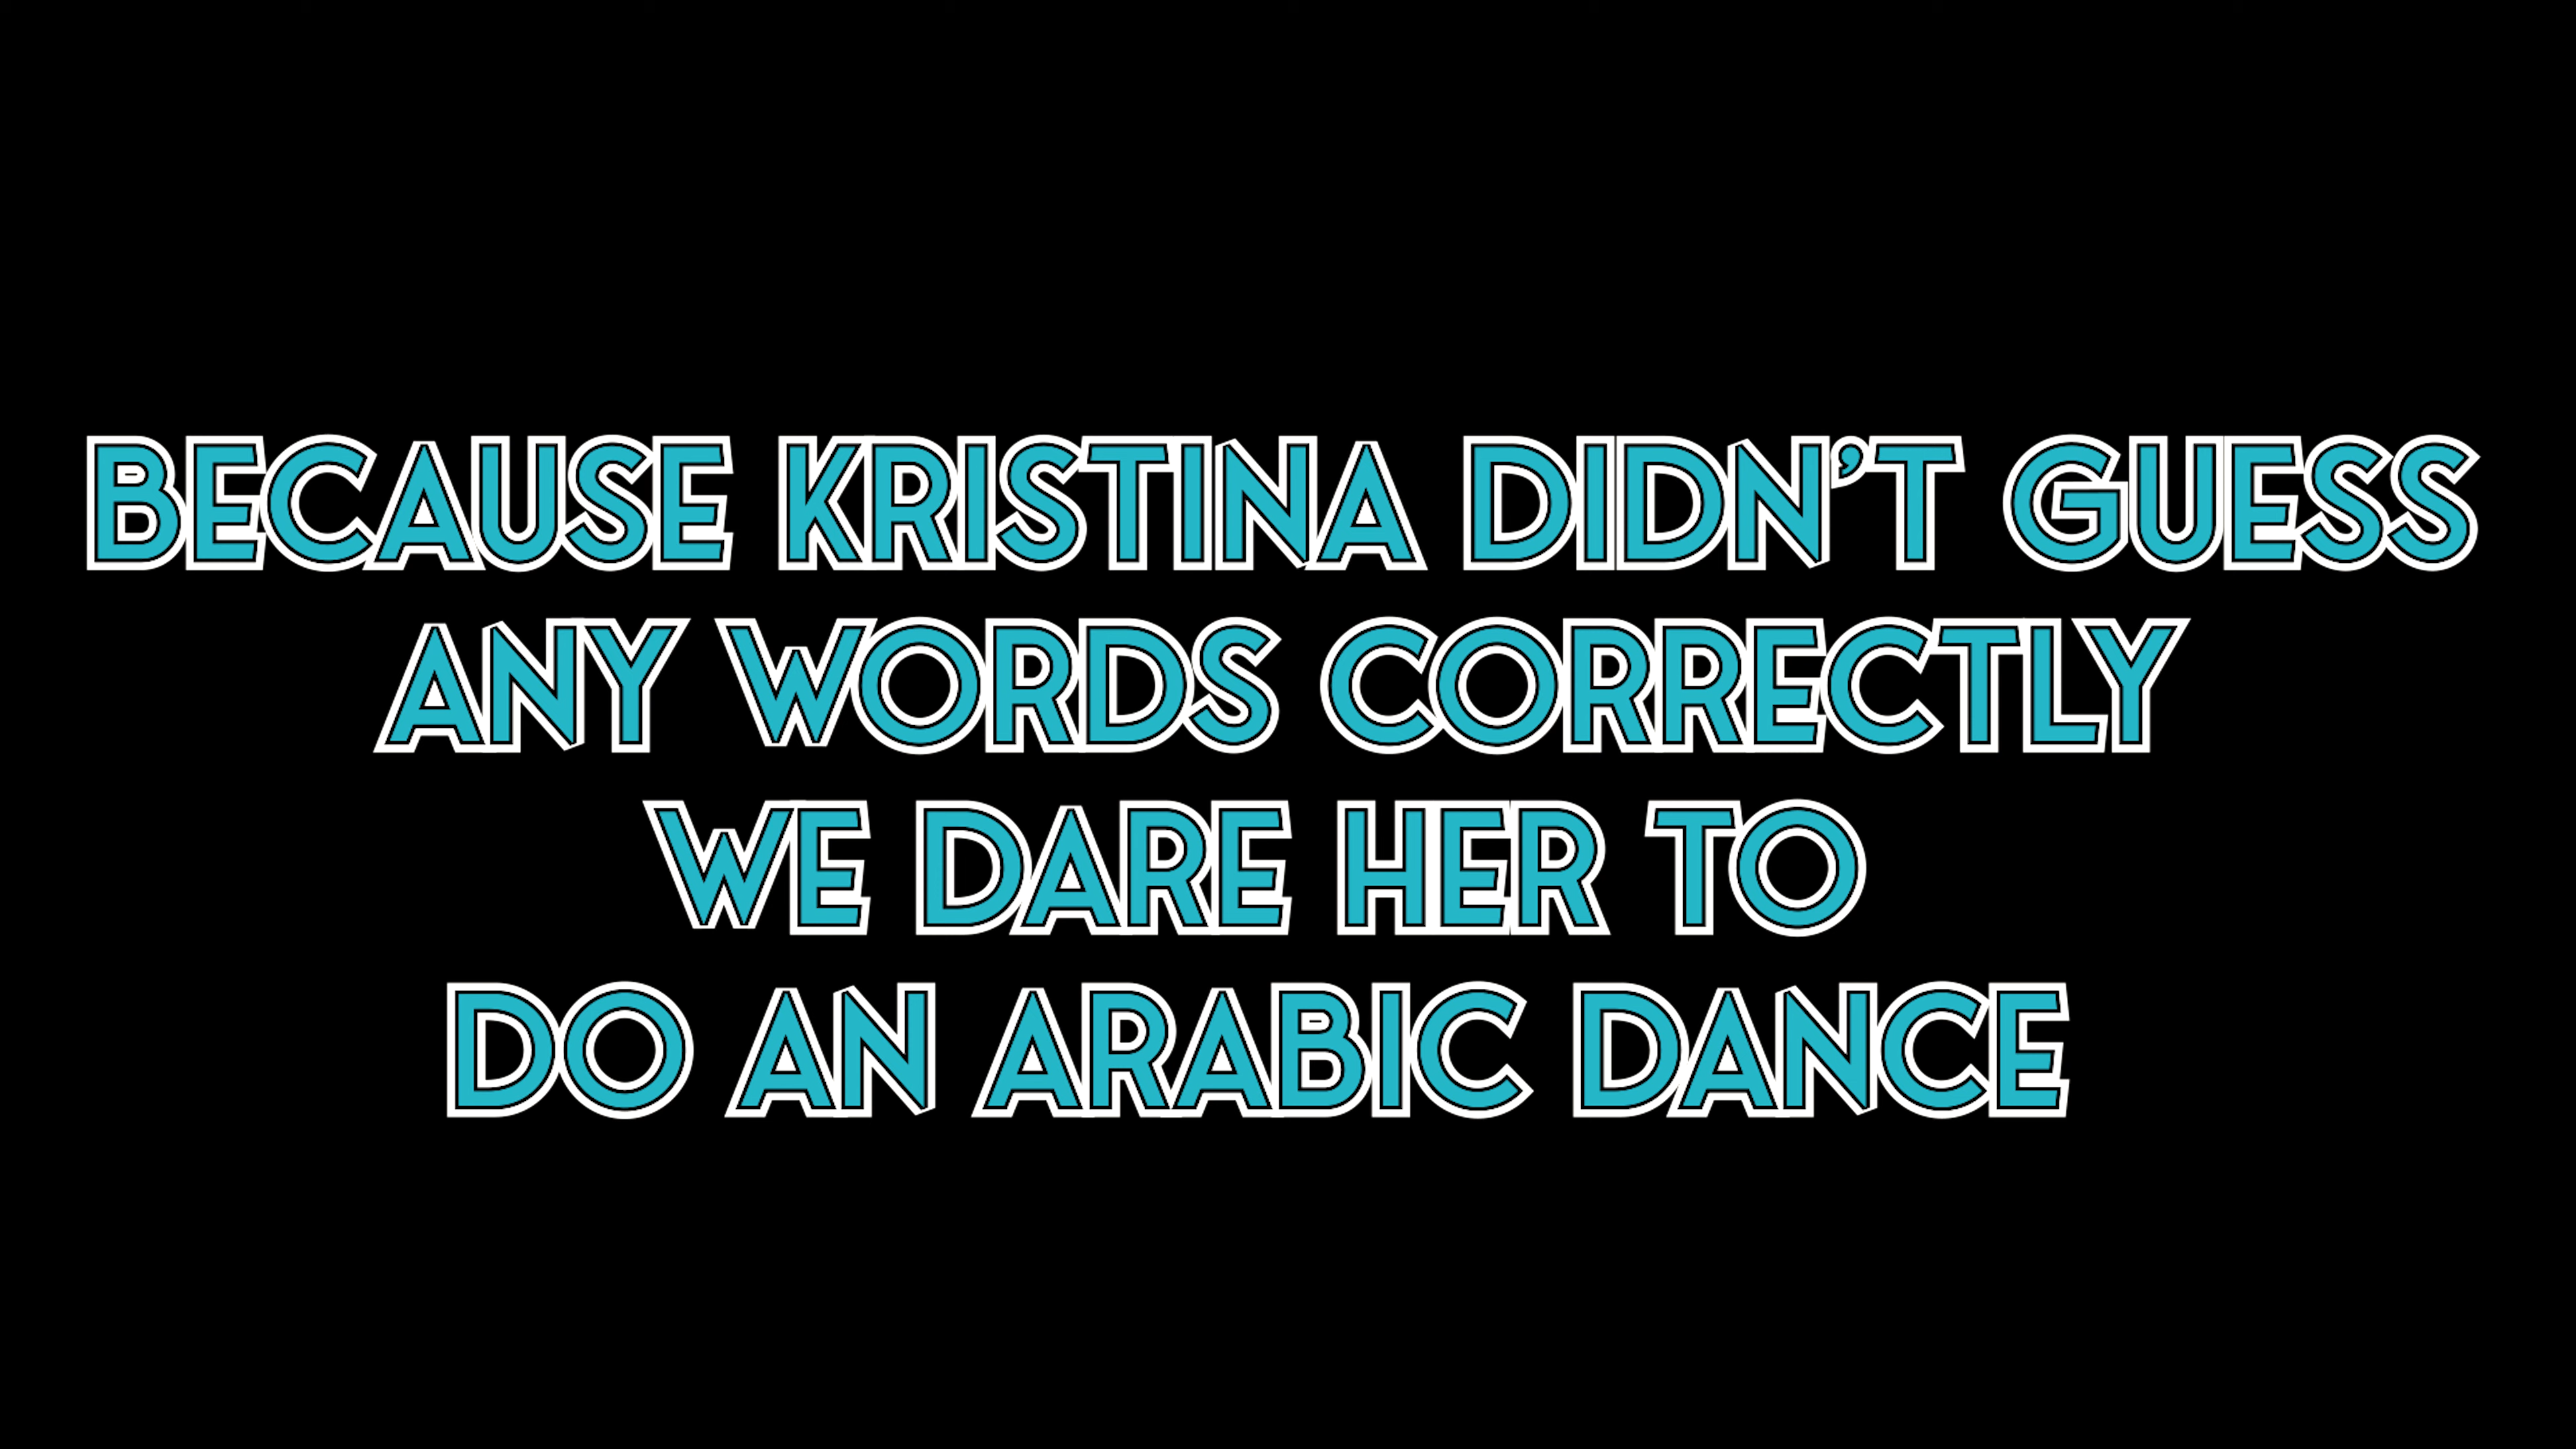 BECAUSE KRISTINA DIDN'T GUESS
ANY WORDS CORRECTLY
WE DARE HER TO
DO AN ARABIC DANCE